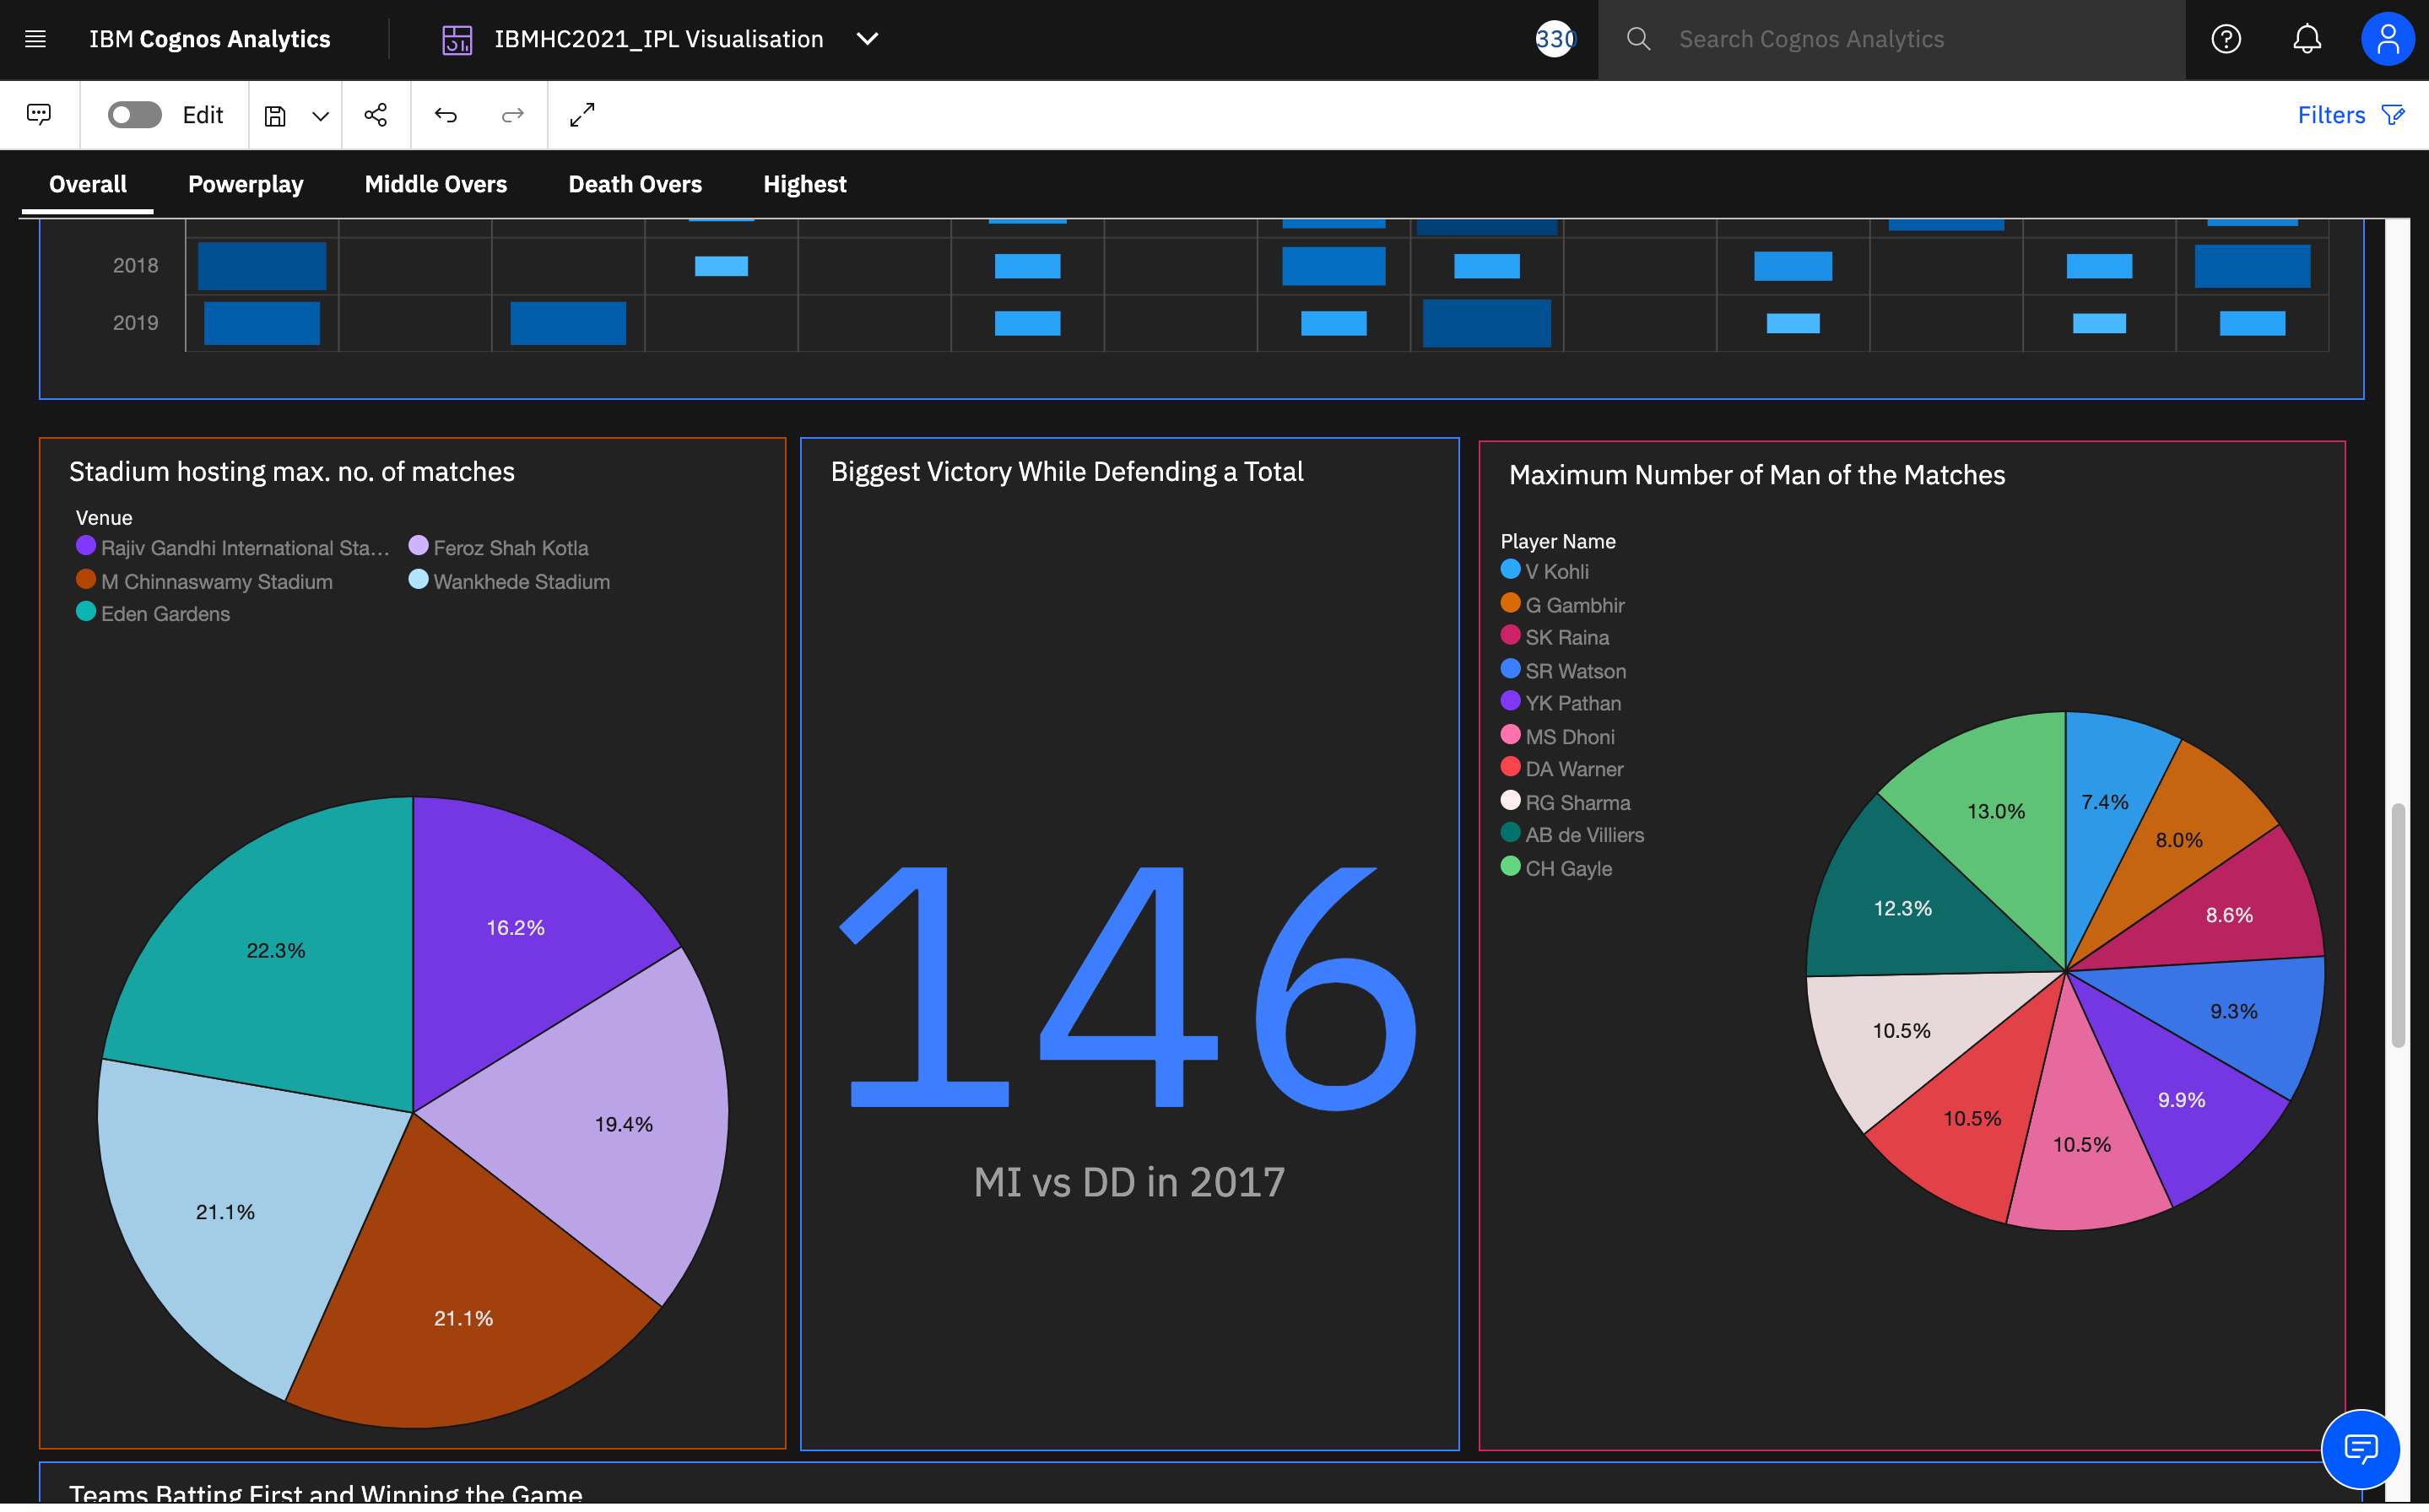 IBM Cognos Analytics
IBMHC2021_IPL Visualisation
330
Search Cognos Analytics
Edit
Filters
Overall
Powerplay
Middle Overs
Death Overs
Highest
2018
2019
Stadium hosting max. no. of matches
Venue
Rajiv Gandhi International Sta...
Feroz Shah Kotla
M Chinnaswamy Stadium
Wankhede Stadium
Eden Gardens
16.2%
22.3%
19.4%
21.1%
21.1%
Biggest Victory While Defending a Total
146
MI vs DD in 2017
Maximum Number of Man of the Matches
Player Name
V Kohli
G Gambhir
SK Raina
SR Watson
YK Pathan
MS Dhoni
DA Warner
RG Sharma
AB de Villiers
CH Gayle
7.4%
13.0%
8.0%
12.3%
8.6%
9.3%
10.5%
9.9%
10.5%
10.5%
Teams Batting First and Winning the Game